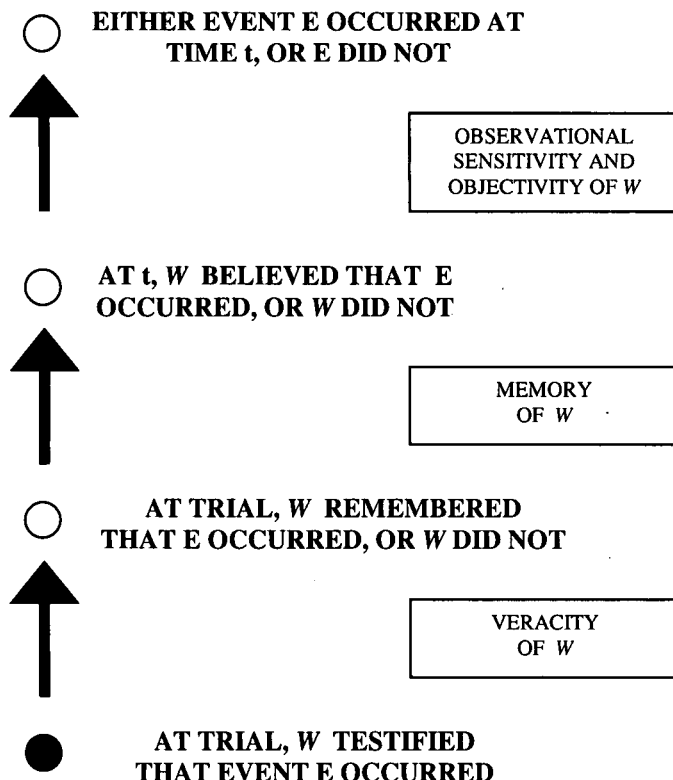 EITHER EVENT E OCCURRED AT
TIME t, OR E DID NOT
OBSERVATIONAL
SENSITIVITY AND
OBJECTIVITY OF W
AT t, W BELIEVED THAT E
OCCURRED, OR W DID NOT
MEMORY
OF W
AT TRIAL, W REMEMBERED
THAT E OCCURRED, OR W DID NOT
VERACITY
OF W
AT TRIAL, W TESTIFIED
THAT EVENT E OCCURRED